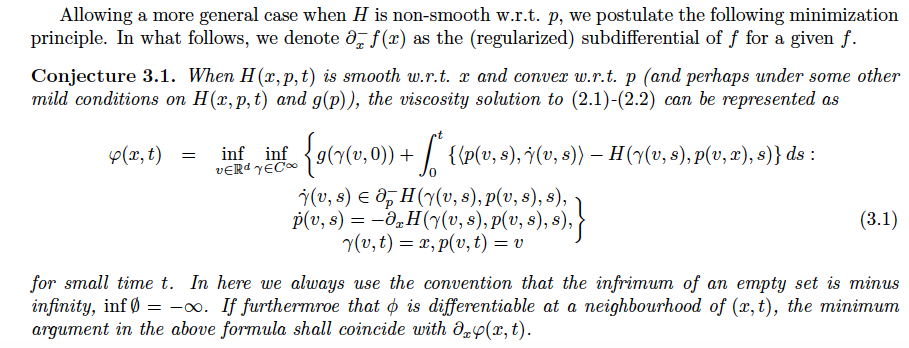 Allowing a more general case when H is non-smooth w.r.t. p, we postulate the following minimization
principle. In what follows, we denote ∂ₓ⁻ f(x) as the (regularized) subdifferential of f for a given f.
Conjecture 3.1. When H(x, p, t) is smooth w.r.t. x and convex w.r.t. p (and perhaps under some other
mild conditions on H(x, p, t) and g(p)), the viscosity solution to (2.1)-(2.2) can be represented as
φ(x, t) = inf_{v∈ℝ^d} inf_{γ∈C^∞} { g(γ(v, 0)) + ∫_0^t {⟨p(v, s), γ̇(v, s)⟩ − H(γ(v, s), p(v, x), s)} ds :
γ̇(v, s) ∈ ∂_p⁻ H(γ(v, s), p(v, s), s),
ṗ(v, s) = −∂ₓH(γ(v, s), p(v, s), s), } (3.1)
γ(v, t) = x, p(v, t) = v
for small time t. In here we always use the convention that the infrimum of an empty set is minus
infinity, inf ∅ = −∞. If furthermroe that ϕ is differentiable at a neighbourhood of (x, t), the minimum
argument in the above formula shall coincide with ∂ₓφ(x, t).